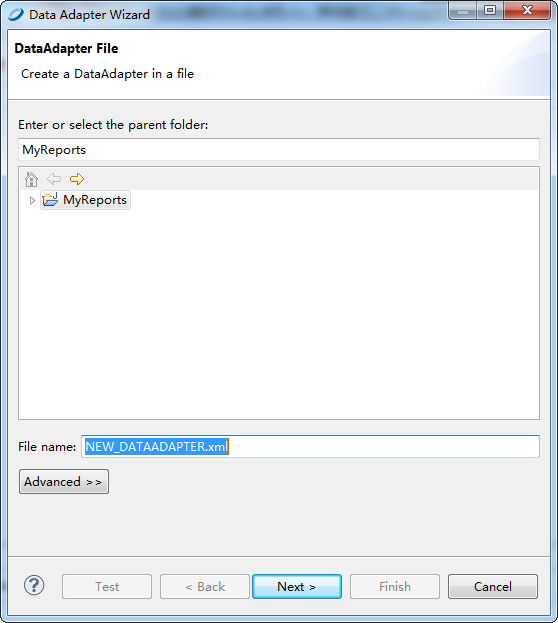 Data Adapter Wizard
DataAdapter File
Create a DataAdapter in a file
Enter or select the parent folder:
MyReports
MyReports
File name: NEW_DATAADAPTER.xml
Advanced >>
? Test < Back Next > Finish Cancel